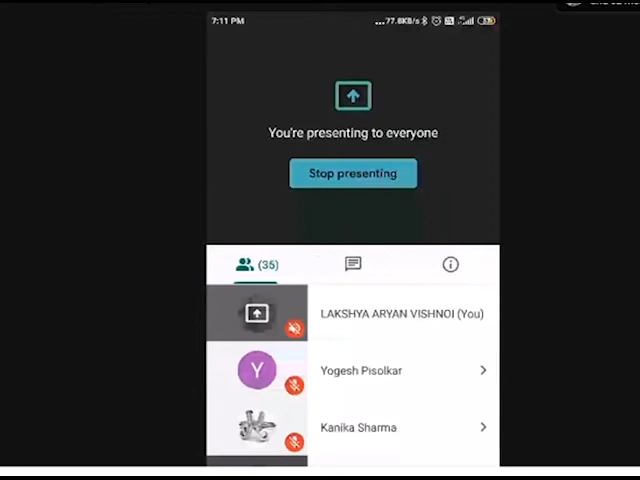 7:11 PM
...77.8KB/s
You're presenting to everyone
Stop presenting
(35)
LAKSHYA ARYAN VISHNOI (You)
Y
Yogesh Pisolkar
Kanika Sharma